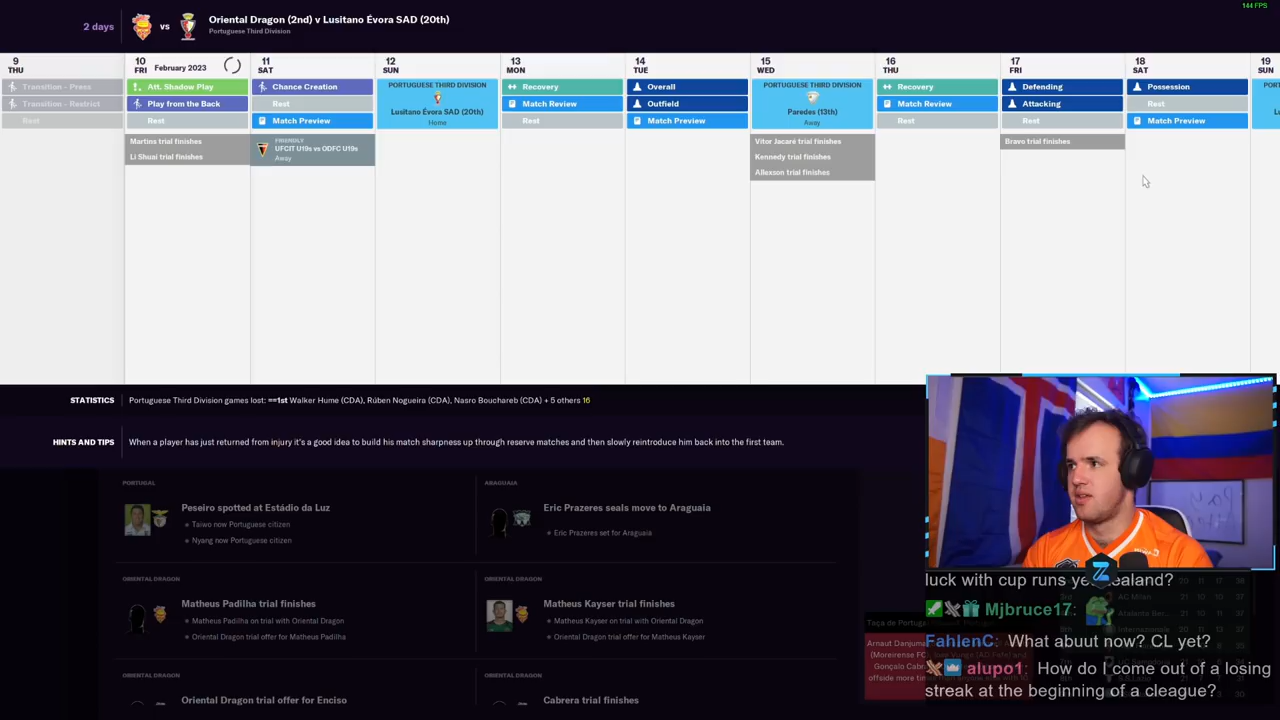 144 FPS
2 days
vs
Oriental Dragon (2nd) v Lusitano Évora SAD (20th)
Portuguese Third Division
9
THU
Transition - Press
Transition - Restrict
Rest
10
FRI
February 2023
Att. Shadow Play
Play from the Back
Rest
Martins trial finishes
Li Shuai trial finishes
11
SAT
Chance Creation
Rest
Match Preview
FRIENDLY
UFCIT U19s vs ODFC U19s
Away
12
SUN
PORTUGUESE THIRD DIVISION
Lusitano Évora SAD (20th)
Home
13
MON
Recovery
Match Review
Rest
14
TUE
Overall
Outfield
Match Preview
15
WED
PORTUGUESE THIRD DIVISION
Paredes (13th)
Away
Vitor Jacaré trial finishes
Kennedy trial finishes
Allexson trial finishes
16
THU
Recovery
Match Review
Rest
17
FRI
Defending
Attacking
Rest
Bravo trial finishes
18
SAT
Possession
Rest
Match Preview
19
SUN
STATISTICS
Portuguese Third Division games lost: ==1st Walker Hume (CDA), Rúben Nogueira (CDA), Nasro Bouchareb (CDA) + 5 others 16
HINTS AND TIPS
When a player has just returned from injury it's a good idea to build his match sharpness up through reserve matches and then slowly reintroduce him back into the first team.
PORTUGAL
Peseiro spotted at Estádio da Luz
Taiwo now Portuguese citizen
Nyang now Portuguese citizen
ARAGUAIA
Eric Prazeres seals move to Araguaia
Eric Prazeres set for Araguaia
ORIENTAL DRAGON
Matheus Padilha trial finishes
Matheus Padilha on trial with Oriental Dragon
Oriental Dragon trial offer for Matheus Padilha
ORIENTAL DRAGON
Matheus Kayser trial finishes
Matheus Kayser on trial with Oriental Dragon
Oriental Dragon trial offer for Matheus Kayser
ORIENTAL DRAGON
Oriental Dragon trial offer for Enciso
ORIENTAL DRAGON
Cabrera trial finishes
luck with cup runs
Mjbruce17:
FahlenC: What abuut now? CL yet?
alupo1: How do I come out of a losing
streak at the beginning of a cleague?